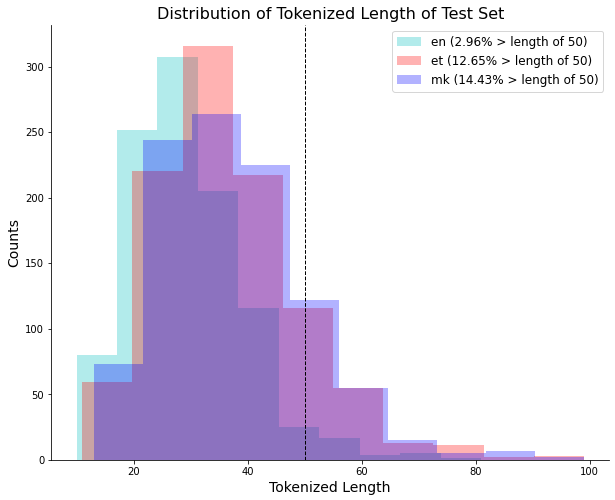 Distribution of Tokenized Length of Test Set
en (2.96% > length of 50)
et (12.65% > length of 50)
mk (14.43% > length of 50)
Counts
300
250
200
150
100
50
0
20
40
60
80
100
Tokenized Length